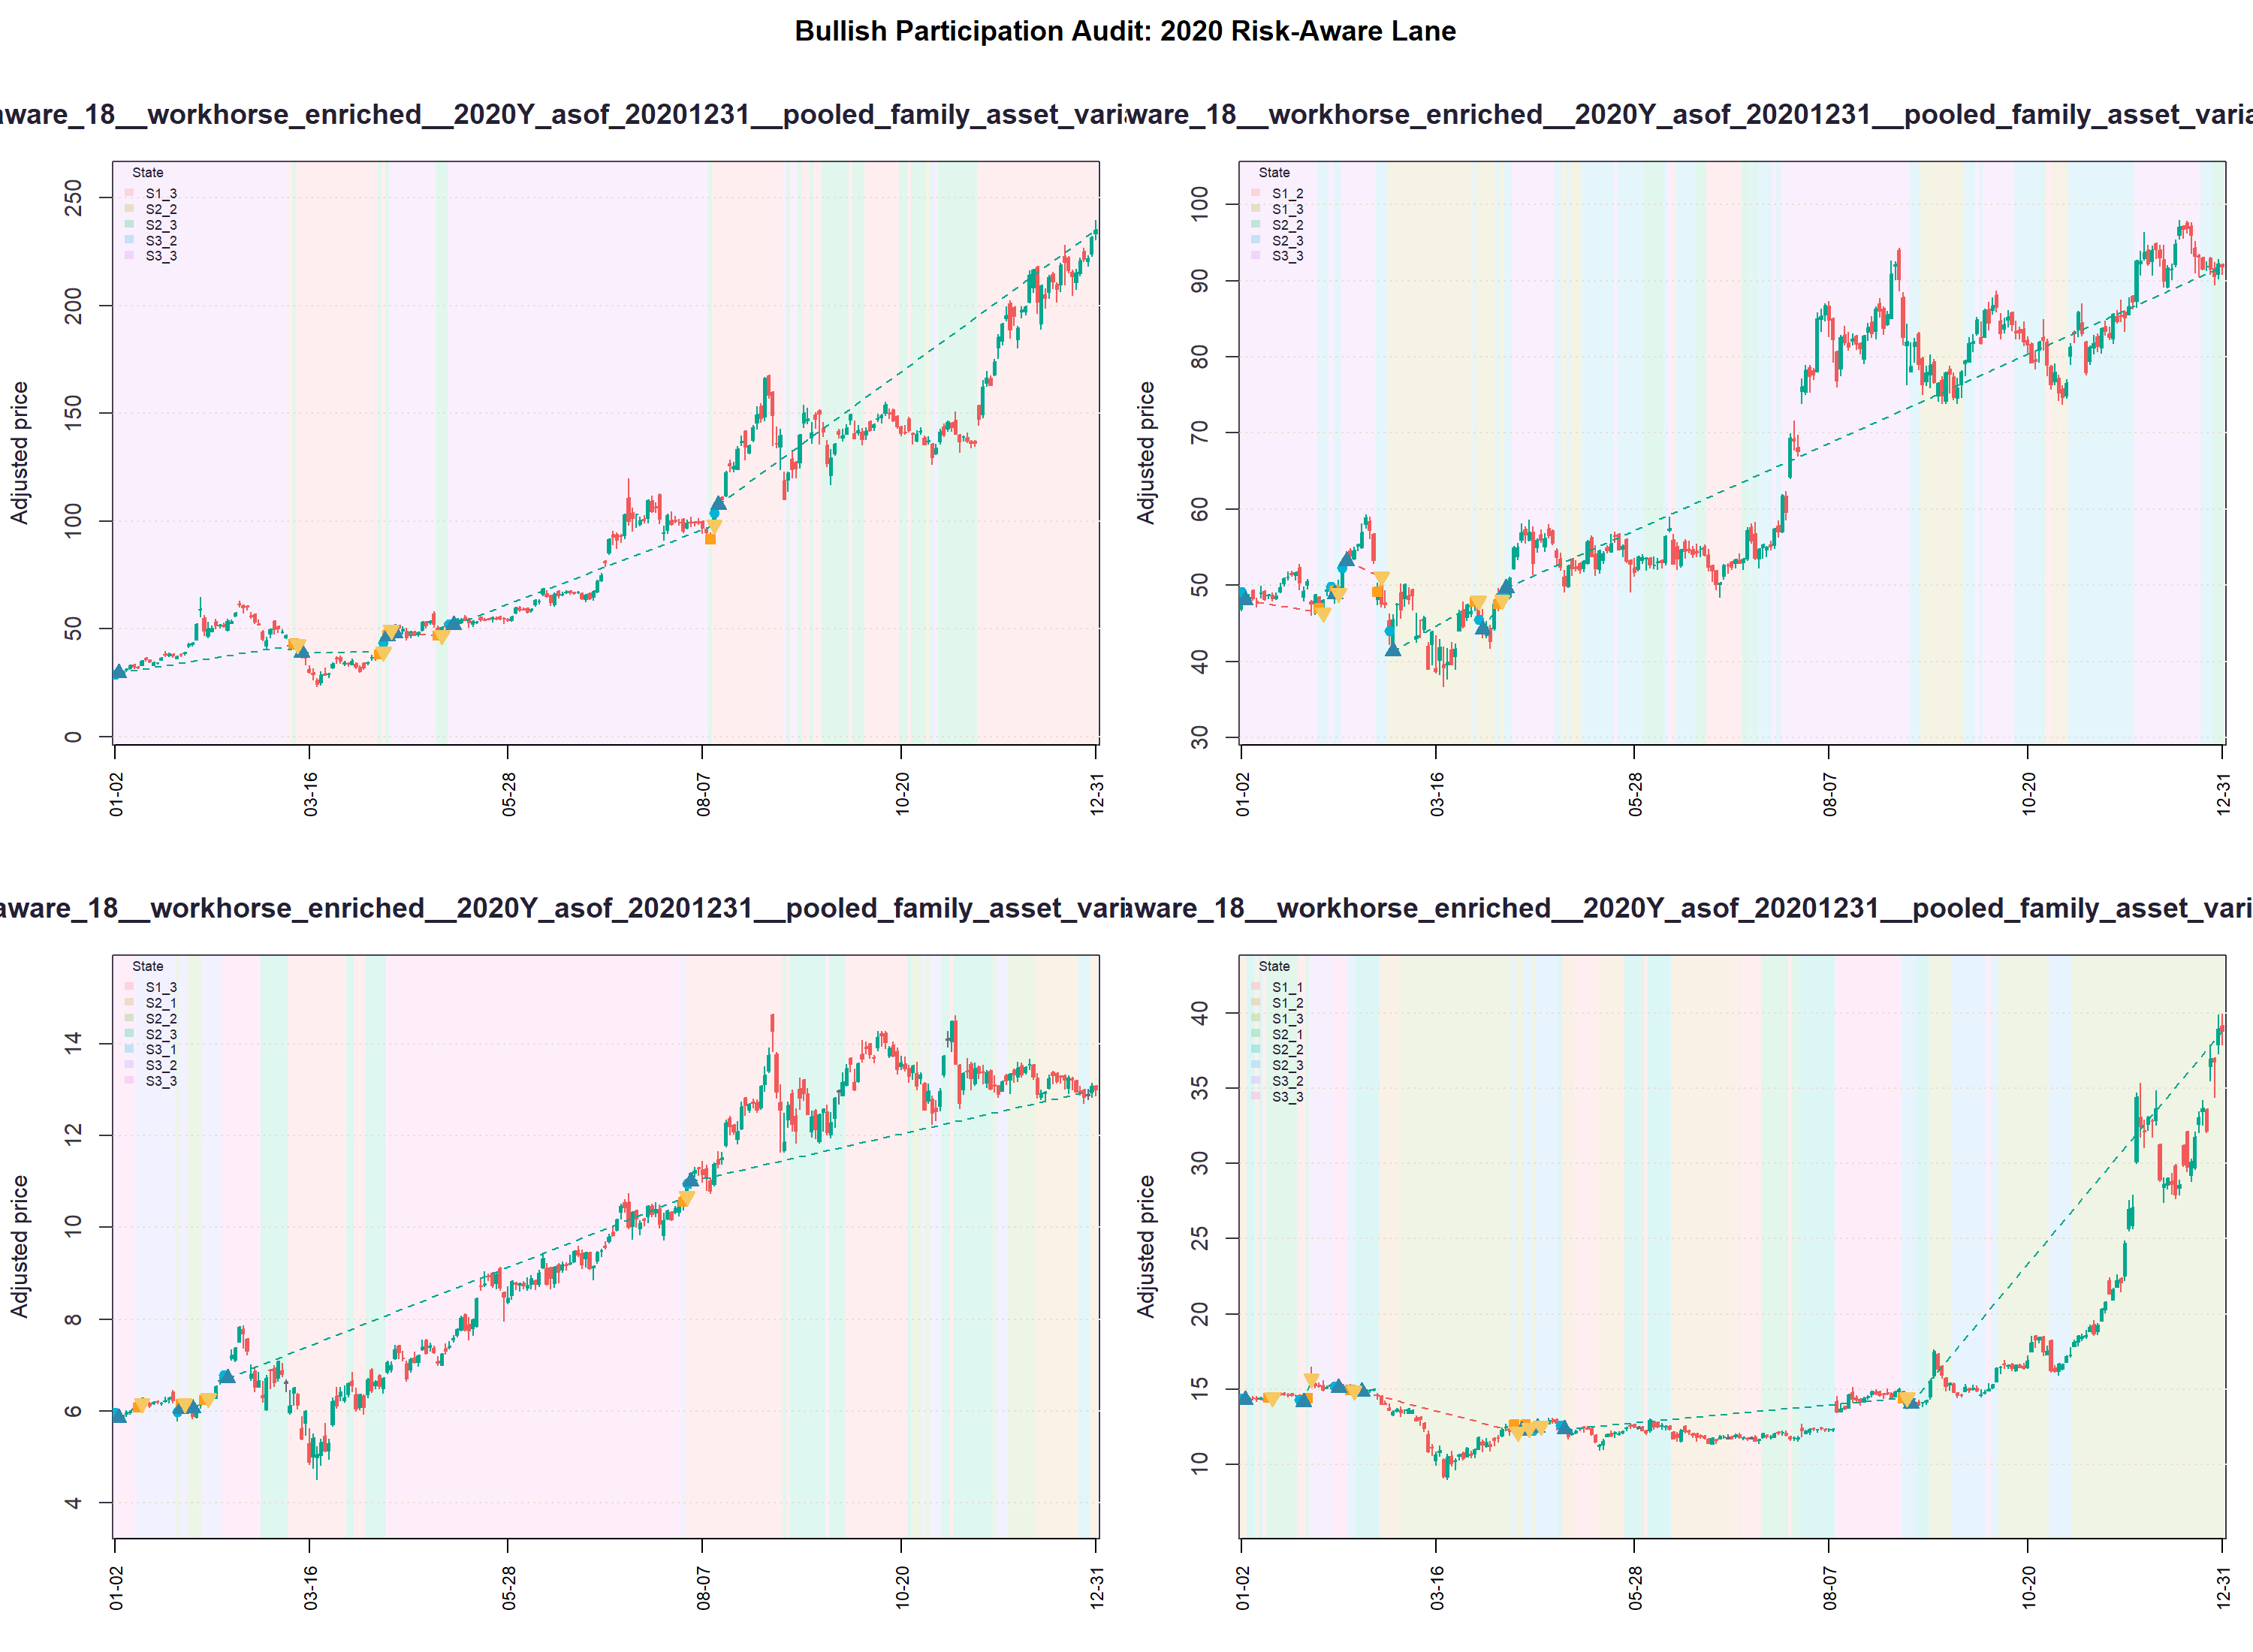 Bullish Participation Audit: 2020 Risk-Aware Lane
aware_18__workhorse_enriched__2020Y_asof_20201231__pooled_family_asset_vari
Adjusted price
250
200
150
100
50
0
State
S1_3
S2_2
S2_3
S3_2
S3_3
01-02
03-16
05-28
08-07
10-20
12-31
ware_18__workhorse_enriched__2020Y_asof_20201231__pooled_family_asset_varia
Adjusted price
100
90
80
70
60
50
40
30
State
S1_2
S1_3
S2_2
S2_3
S3_3
01-02
03-16
05-28
08-07
10-20
12-31
aware_18__workhorse_enriched__2020Y_asof_20201231__pooled_family_asset_vari
Adjusted price
14
12
10
8
6
4
State
S1_3
S2_1
S2_2
S2_3
S3_1
S3_2
S3_3
01-02
03-16
05-28
08-07
10-20
12-31
ware_18__workhorse_enriched__2020Y_asof_20201231__pooled_family_asset_vari
Adjusted price
40
35
30
25
20
15
10
State
S1_1
S1_2
S1_3
S2_1
S2_2
S2_3
S3_2
S3_3
01-02
03-16
05-28
08-07
10-20
12-31